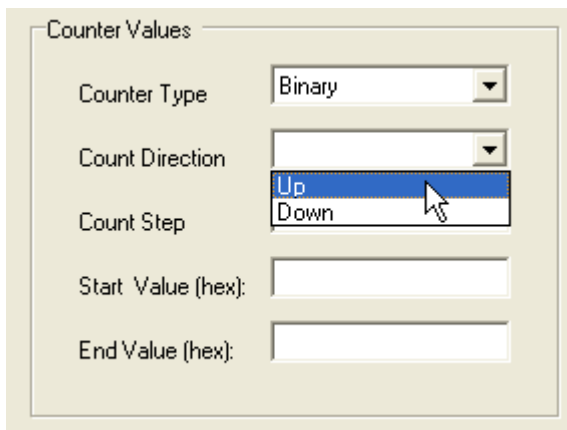 Counter Values
Counter Type Binary
Count Direction
Up
Down
Count Step
Start Value (hex):
End Value (hex):